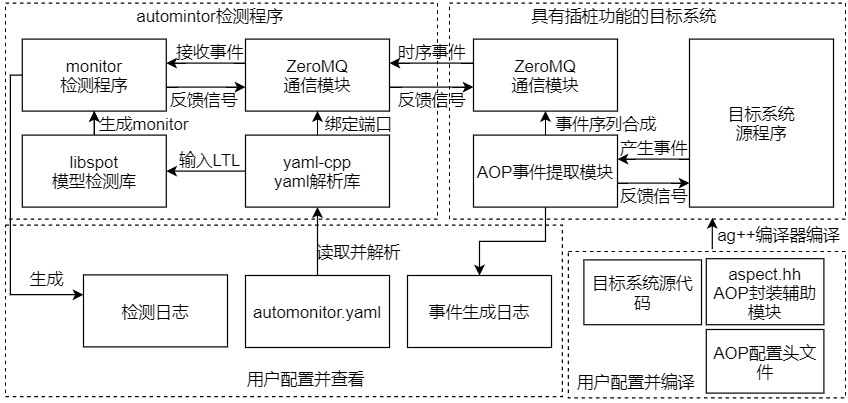 automintor检测程序
具有插桩功能的目标系统
monitor
检测程序
接收事件
反馈信号
ZeroMQ
通信模块
时序事件
反馈信号
ZeroMQ
通信模块
目标系统
源程序
生成monitor
绑定端口
事件序列合成
libspot
模型检测库
输入LTL
yaml-cpp
yaml解析库
AOP事件提取模块
产生事件
反馈信号
读取并解析
ag++编译器编译
生成
检测日志
automonitor.yaml
事件生成日志
目标系统源代
码
aspect.hh
AOP封装辅助
模块
AOP配置头文
件
用户配置并查看
用户配置并编译